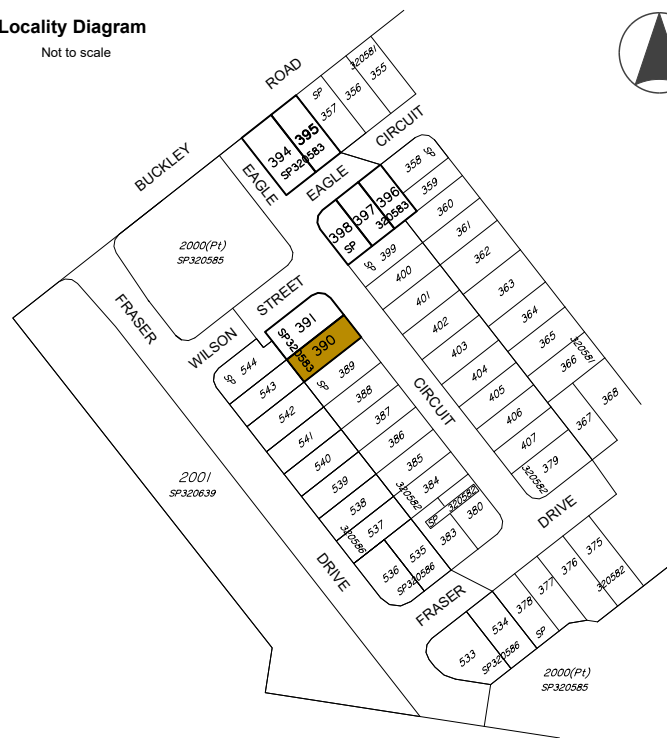 Locality Diagram
Not to scale
BUCKLEY
ROAD
SP
357
356
320581
355
394
395
SP320583
EAGLE
EAGLE
CIRCUIT
358
SP
359
360
361
362
363
364
365
366
320581
398
397
396
SP
320583
SP
399
400
401
402
403
404
405
406
407
320582
379
367
368
2000(Pt)
SP320585
FRASER
WILSON
STREET
391
SP320583
390
SP
389
388
387
386
385
384
320582
SP
320582
383
380
CIRCUIT
SP
544
543
542
541
540
539
538
537
320586
536
535
SP320586
2001
SP320639
DRIVE
DRIVE
FRASER
533
534
SP320586
378
377
376
375
320582
SP
2000(Pt)
SP320585